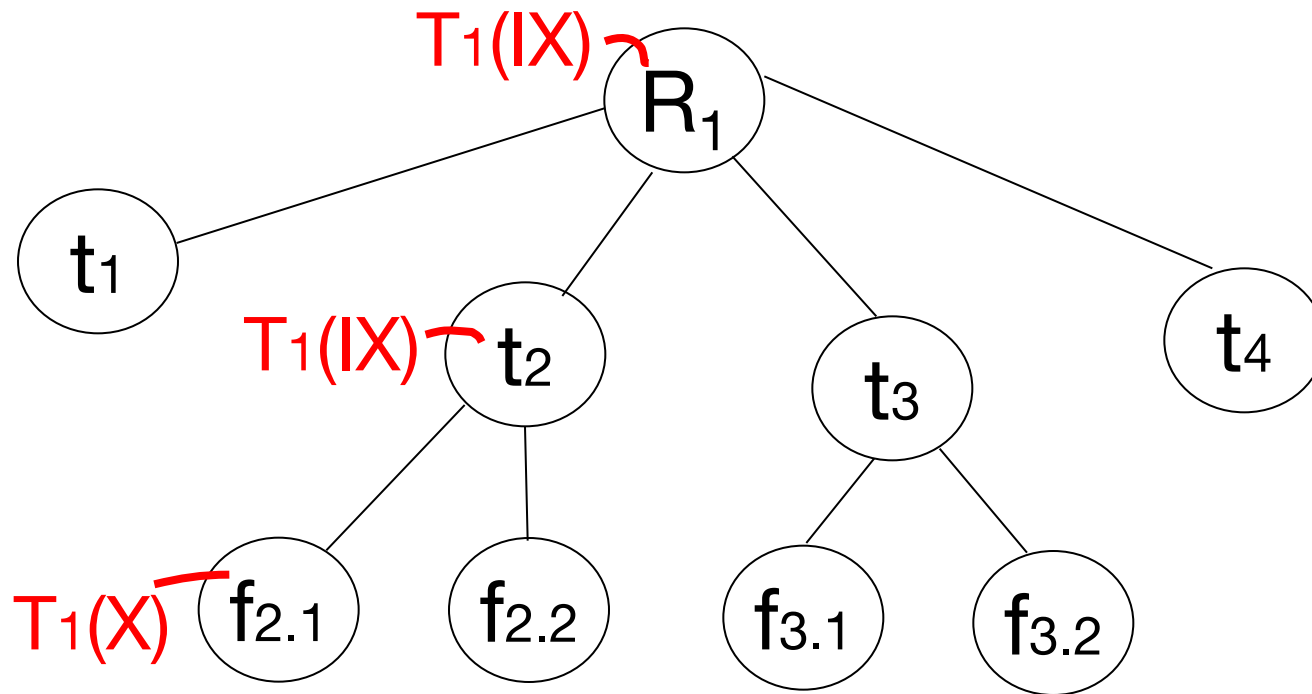 T1(IX)
R1
t1
t2
T1(IX)
t3
t4
f2.1
f2.2
f3.1
f3.2
T1(X)